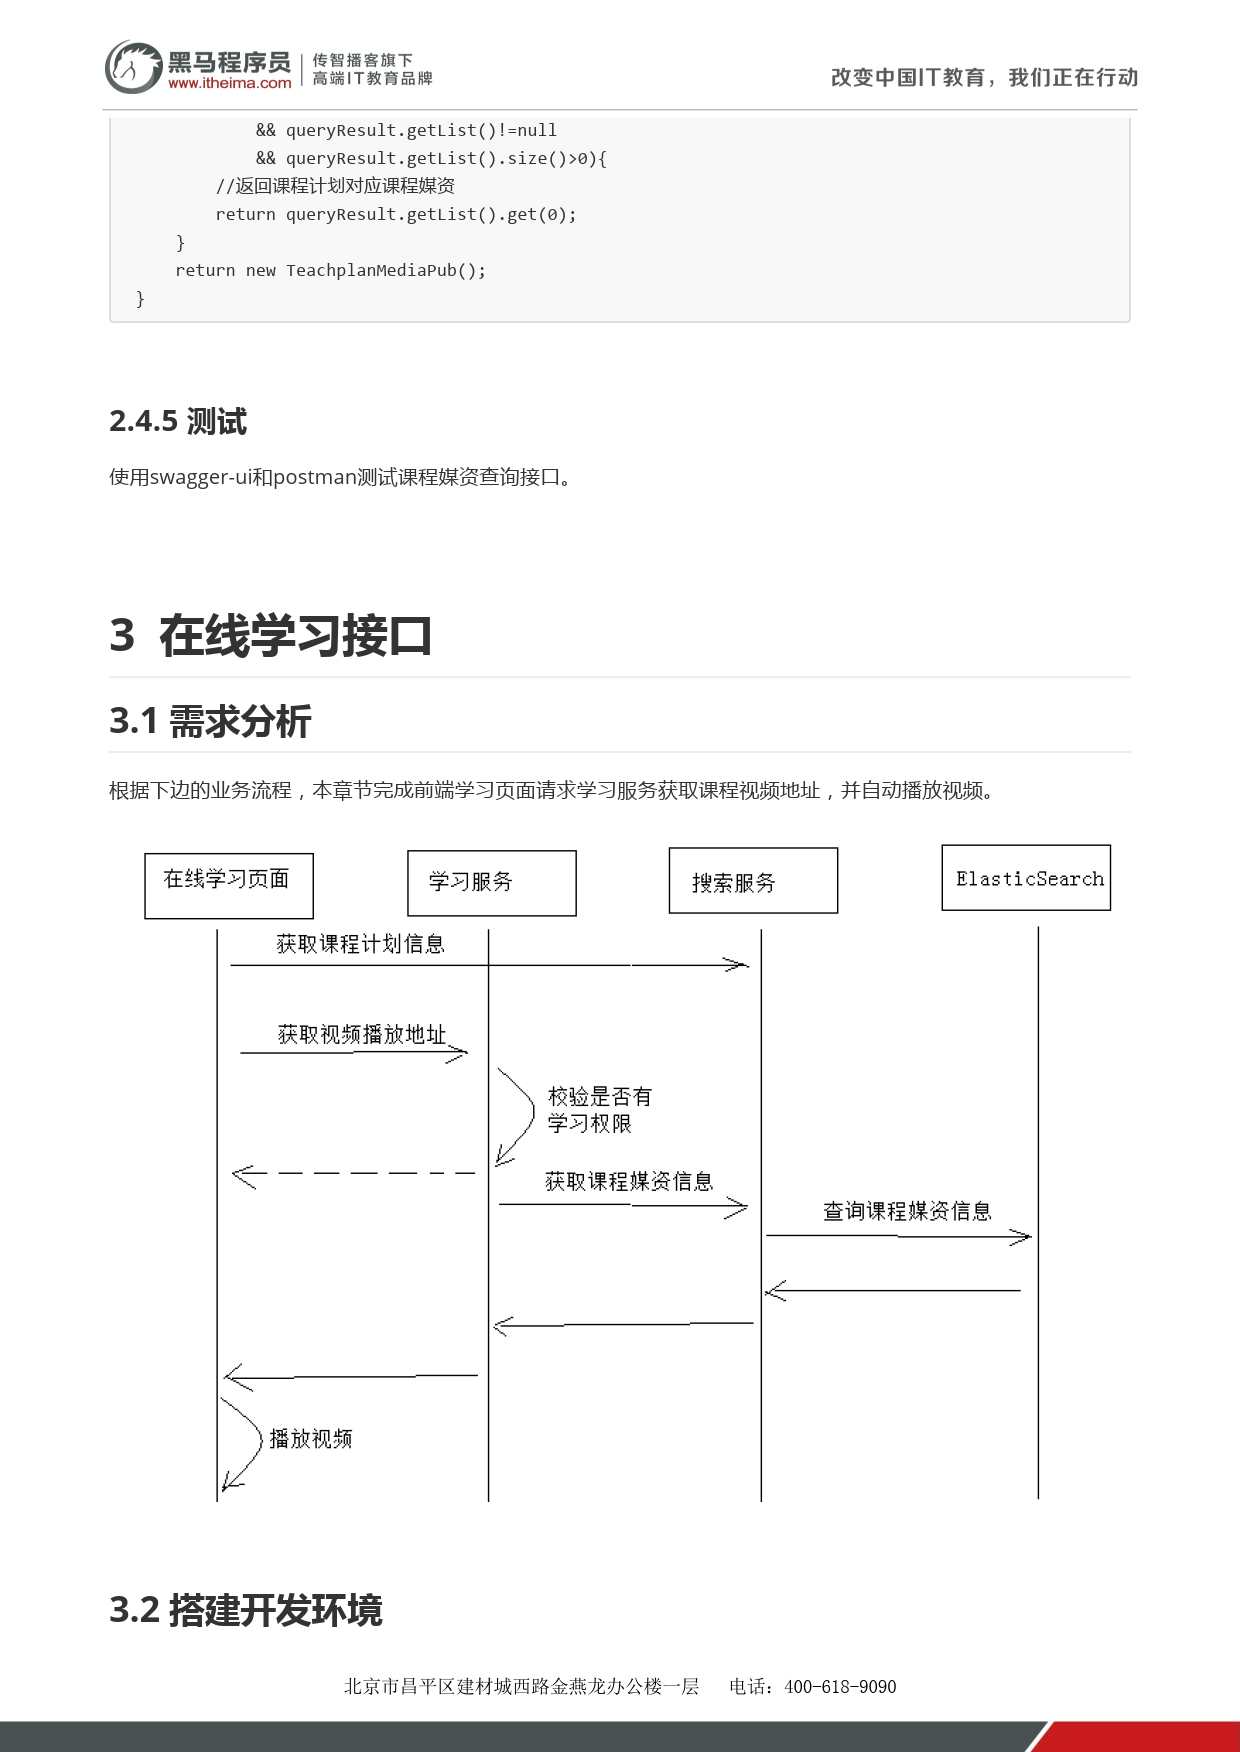 黑马程序员
www.itheima.com
传智播客旗下
高端IT教育品牌
改变中国IT教育，我们正在行动
&& queryResult.getList()!=null
&& queryResult.getList().size()>0){
//返回课程计划对应课程媒资
return queryResult.getList().get(0);
}
return new TeachplanMediaPub();
}
2.4.5 测试
使用swagger-ui和postman测试课程媒资查询接口。
3 在线学习接口
3.1 需求分析
根据下边的业务流程，本章节完成前端学习页面请求学习服务获取课程视频地址，并自动播放视频。
在线学习页面
学习服务
搜索服务
ElasticSearch
获取课程计划信息
获取视频播放地址
校验是否有
学习权限
获取课程媒资信息
查询课程媒资信息
播放视频
3.2 搭建开发环境
北京市昌平区建材城西路金燕龙办公楼一层 电话：400-618-9090